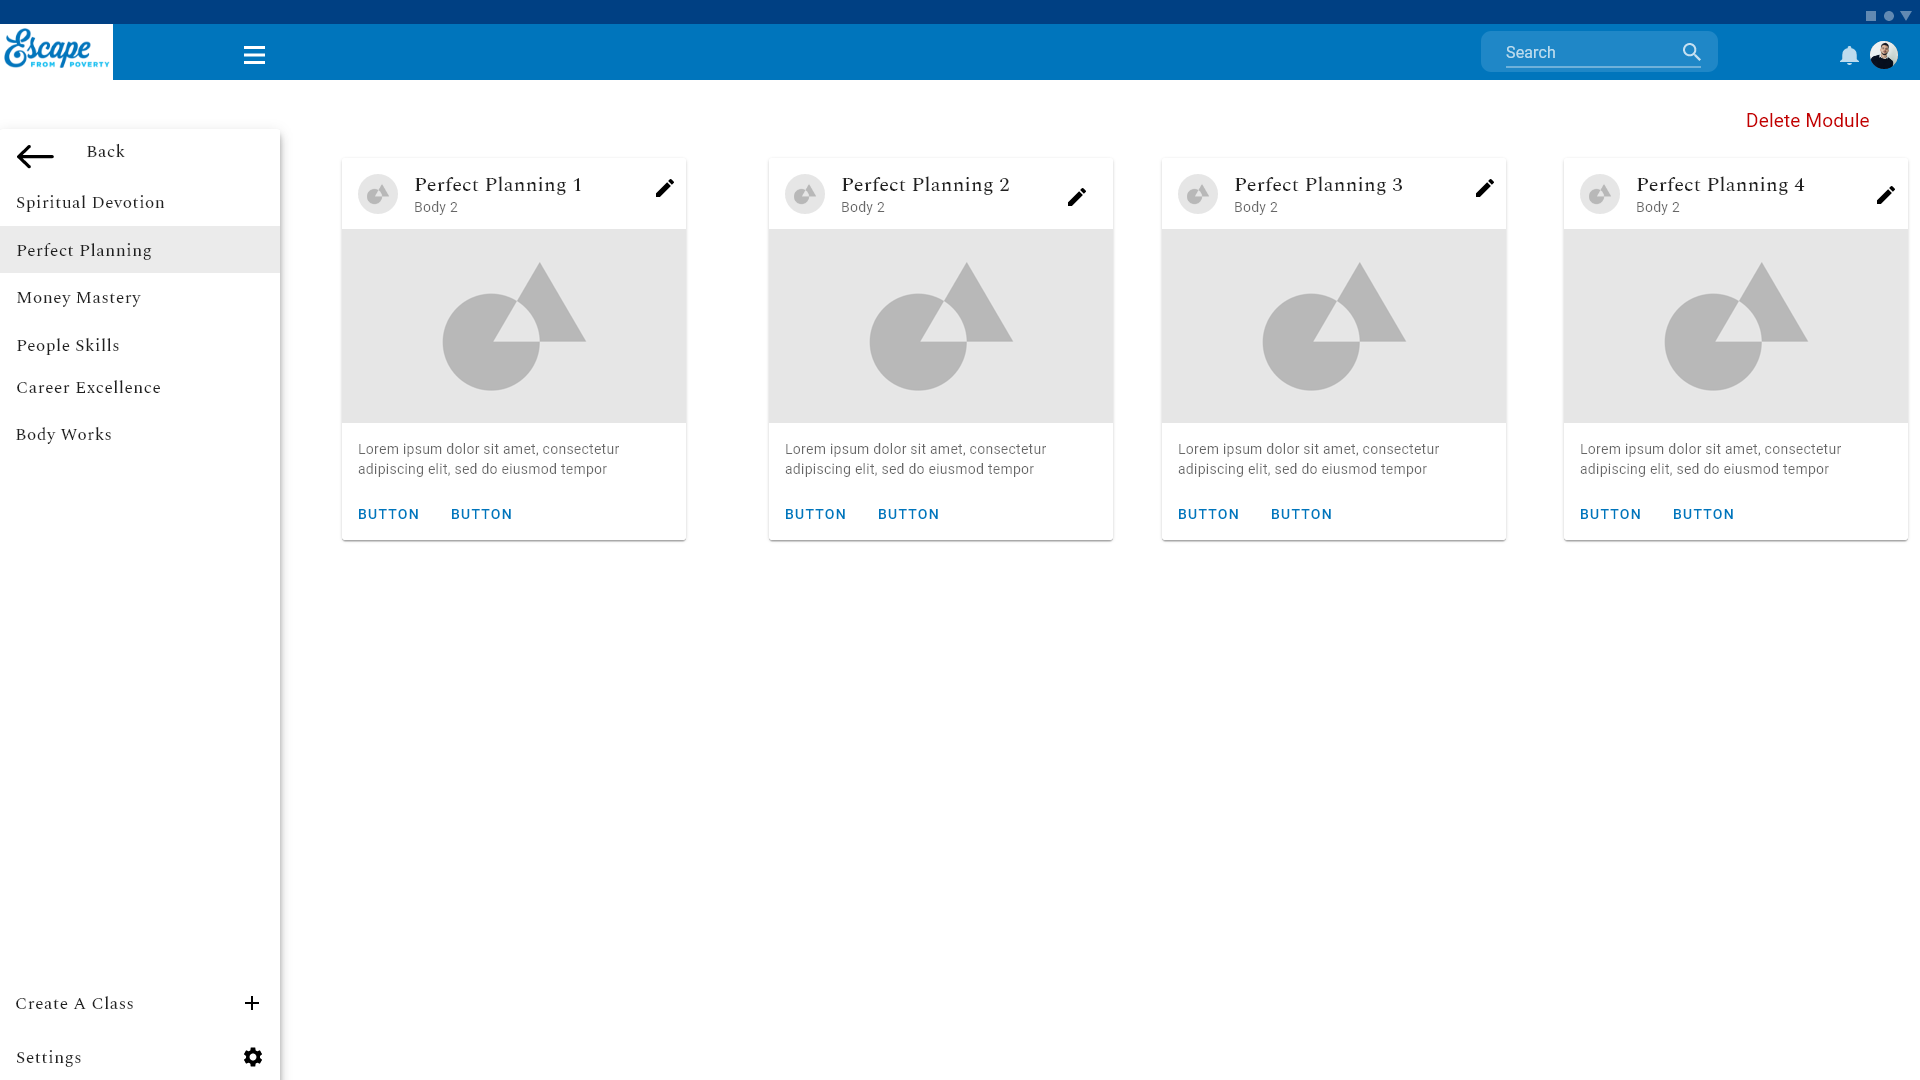 Escape
FROM POVERTY
Search
Delete Module
Back
Spiritual Devotion
Perfect Planning
Money Mastery
People Skills
Career Excellence
Body Works
Create A Class
Settings
Perfect Planning 1
Body 2
Lorem ipsum dolor sit amet, consectetur
adipiscing elit, sed do eiusmod tempor
BUTTON BUTTON
Perfect Planning 2
Body 2
Lorem ipsum dolor sit amet, consectetur
adipiscing elit, sed do eiusmod tempor
BUTTON BUTTON
Perfect Planning 3
Body 2
Lorem ipsum dolor sit amet, consectetur
adipiscing elit, sed do eiusmod tempor
BUTTON BUTTON
Perfect Planning 4
Body 2
Lorem ipsum dolor sit amet, consectetur
adipiscing elit, sed do eiusmod tempor
BUTTON BUTTON